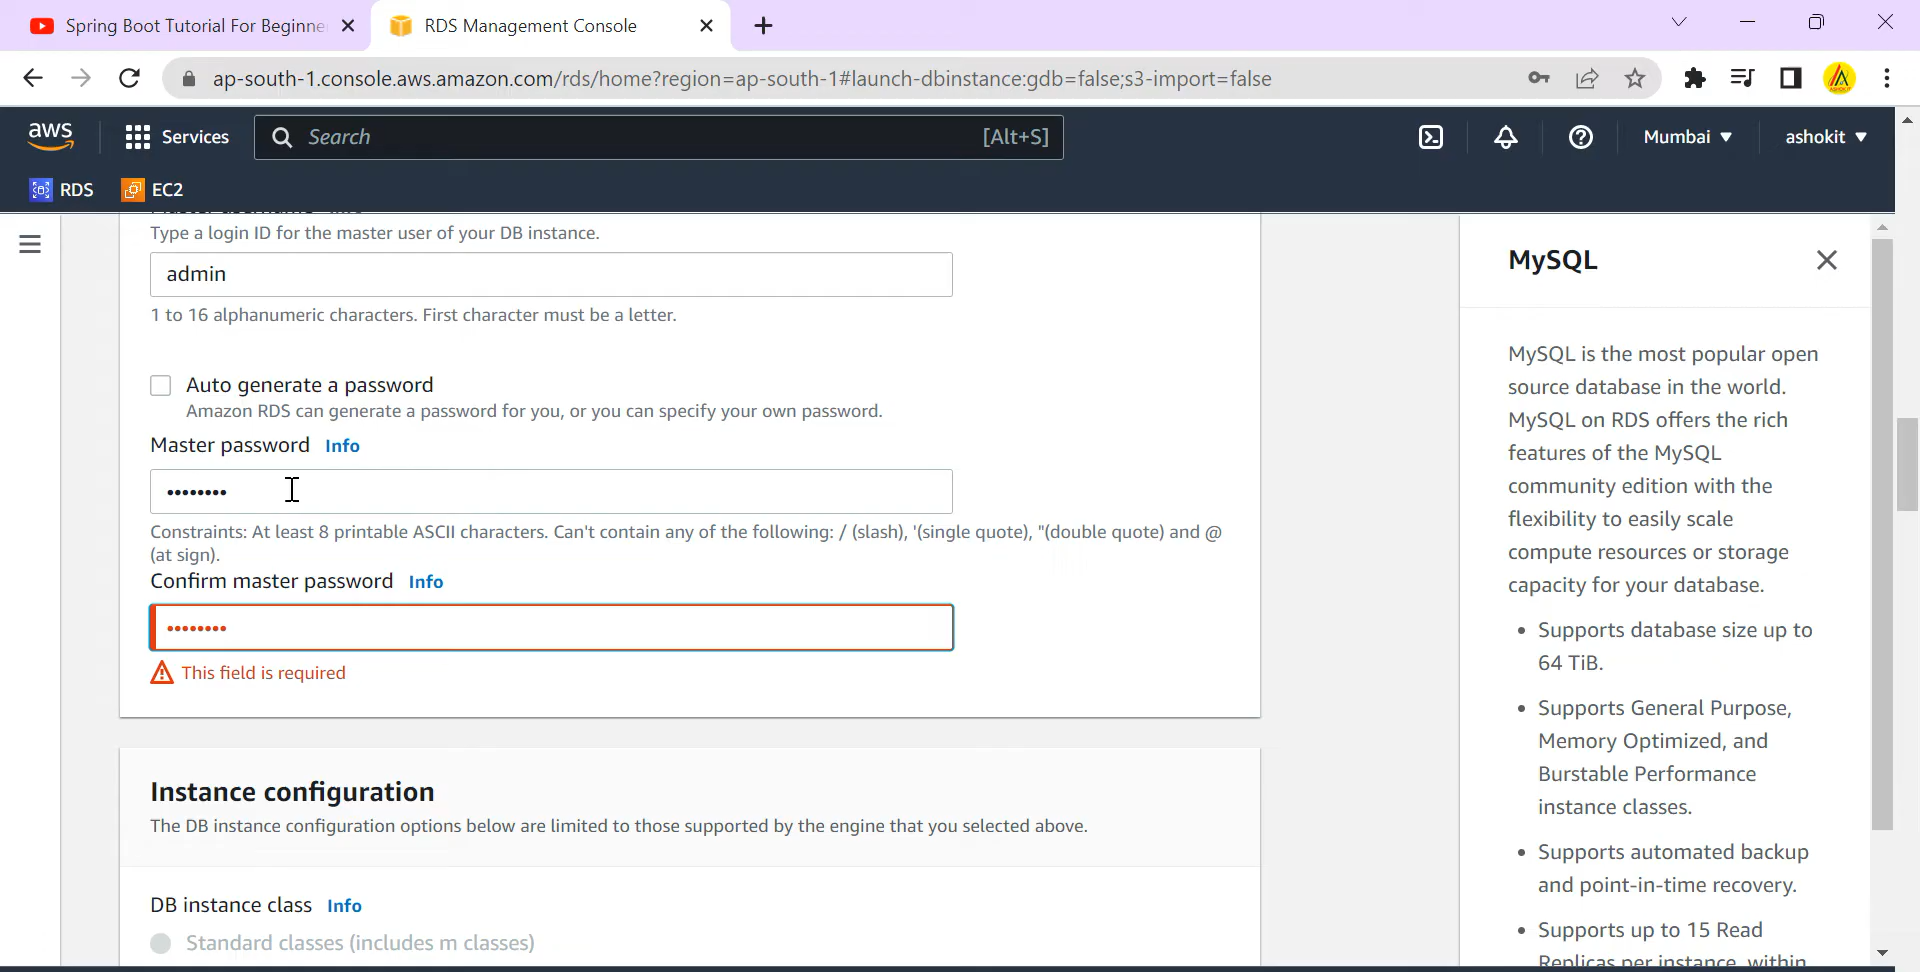 Spring Boot Tutorial For Beginne
RDS Management Console
ap-south-1.console.aws.amazon.com/rds/home?region=ap-south-1#launch-dbinstance:gdb=false;s3-import=false
aws
Services
Search
[Alt+S]
Mumbai
ashokit
RDS
EC2
Type a login ID for the master user of your DB instance.
admin
1 to 16 alphanumeric characters. First character must be a letter.
Auto generate a password
Amazon RDS can generate a password for you, or you can specify your own password.
Master password Info
••••••••
Constraints: At least 8 printable ASCII characters. Can't contain any of the following: / (slash), '(single quote), "(double quote) and @
(at sign).
Confirm master password Info
••••••••
This field is required
Instance configuration
The DB instance configuration options below are limited to those supported by the engine that you selected above.
DB instance class Info
Standard classes (includes m classes)
MySQL
MySQL is the most popular open
source database in the world.
MySQL on RDS offers the rich
features of the MySQL
community edition with the
flexibility to easily scale
compute resources or storage
capacity for your database.
• Supports database size up to
64 TiB.
• Supports General Purpose,
Memory Optimized, and
Burstable Performance
instance classes.
• Supports automated backup
and point-in-time recovery.
• Supports up to 15 Read
Replicas per instance, within